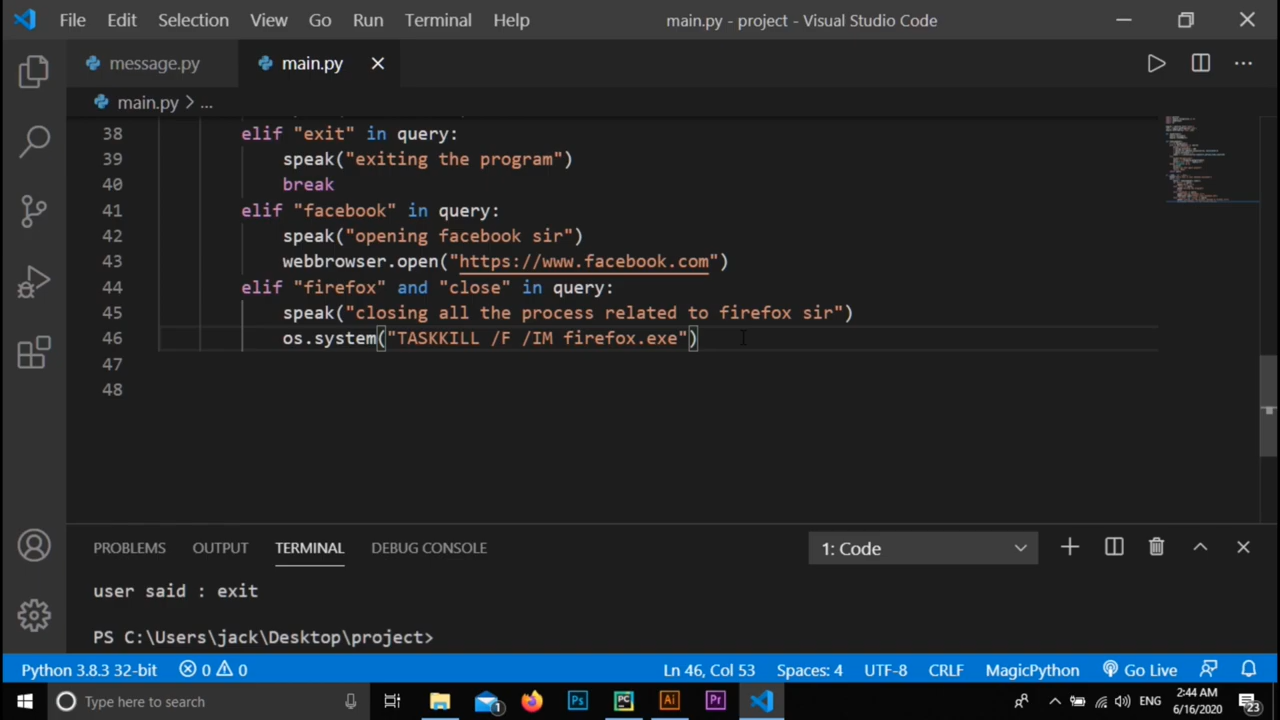 File Edit Selection View Go Run Terminal Help main.py - project - Visual Studio Code
message.py main.py
main.py > ...
38 elif "exit" in query:
39 speak("exiting the program")
40 break
41 elif "facebook" in query:
42 speak("opening facebook sir")
43 webbrowser.open("https://www.facebook.com")
44 elif "firefox" and "close" in query:
45 speak("closing all the process related to firefox sir")
46 os.system("TASKKILL /F /IM firefox.exe")
47
48
PROBLEMS OUTPUT TERMINAL DEBUG CONSOLE 1: Code
user said : exit
PS C:\Users\jack\Desktop\project>
Python 3.8.3 32-bit 0 0 Ln 46, Col 53 Spaces: 4 UTF-8 CRLF MagicPython Go Live
Type here to search 1 Ps PC Ai Pr ENG 2:44 AM
6/16/2020 23